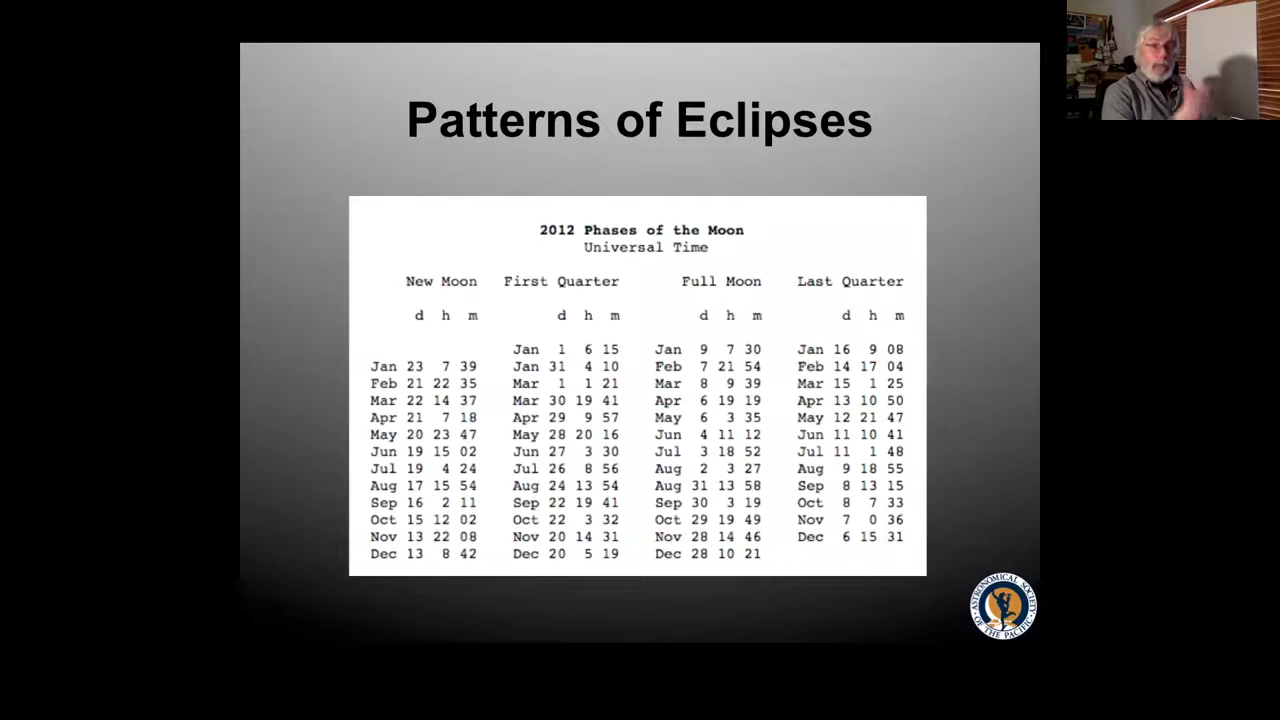 Patterns of Eclipses
2012 Phases of the Moon
Universal Time
New Moon First Quarter Full Moon Last Quarter
d h m d h m d h m d h m
Jan 1 6 15 Jan 9 7 30 Jan 16 9 08
Jan 23 7 39 Jan 31 4 10 Feb 7 21 54 Feb 14 17 04
Feb 21 22 35 Mar 1 1 21 Mar 8 9 39 Mar 15 1 25
Mar 22 14 37 Mar 30 19 41 Apr 6 19 19 Apr 13 10 50
Apr 21 7 18 Apr 29 9 57 May 6 3 35 May 12 21 47
May 20 23 47 May 28 20 16 Jun 4 11 12 Jun 11 10 41
Jun 19 15 02 Jun 27 3 30 Jul 3 18 52 Jul 11 1 48
Jul 19 4 24 Jul 26 8 56 Aug 2 3 27 Aug 9 18 55
Aug 17 15 54 Aug 24 13 54 Aug 31 13 58 Sep 8 13 15
Sep 16 2 11 Sep 22 19 41 Sep 30 3 19 Oct 8 7 33
Oct 15 12 02 Oct 22 3 32 Oct 29 19 49 Nov 7 0 36
Nov 13 22 08 Nov 20 14 31 Nov 28 14 46 Dec 6 15 31
Dec 13 8 42 Dec 20 5 19 Dec 28 10 21
ASTRONOMICAL SOCIETY
OF THE PACIFIC